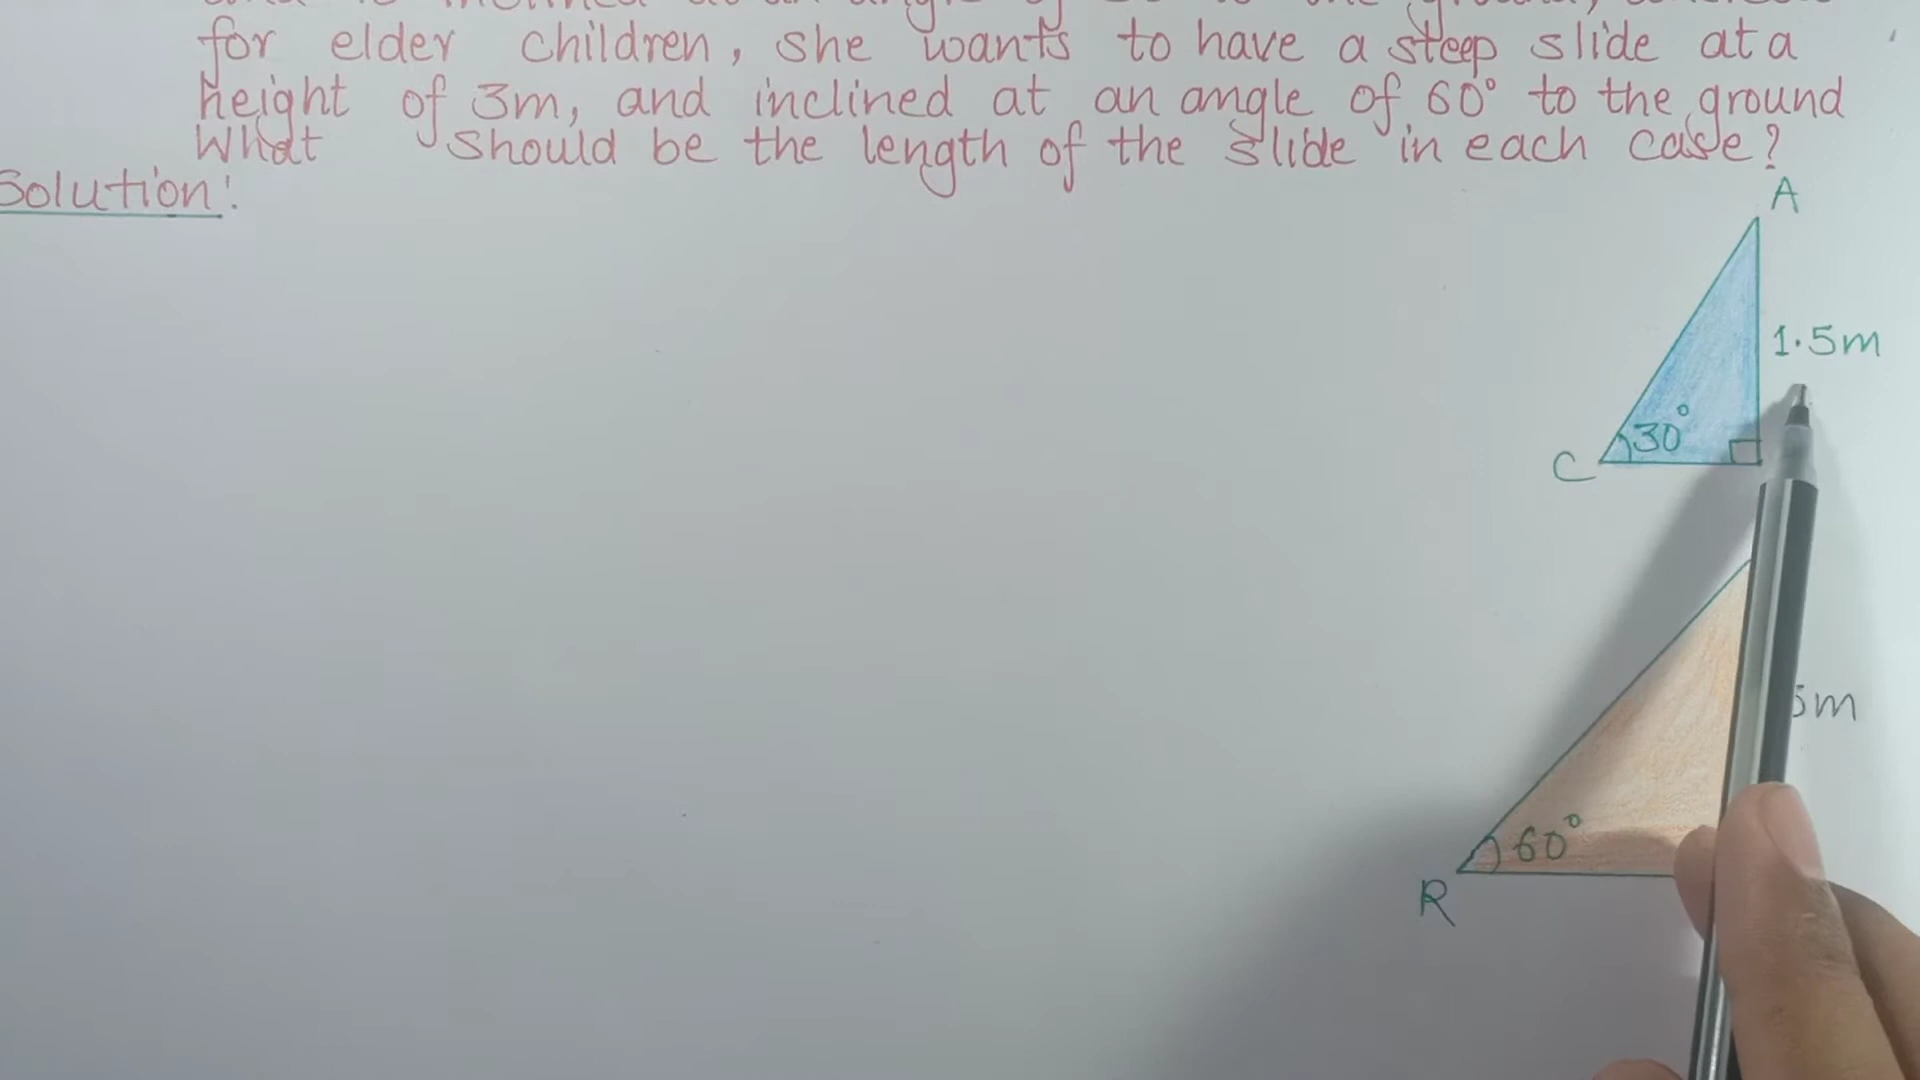 for elder children, she wants to have a steep slide at a
height of 3m, and inclined at an angle of 60° to the ground
What should be the length of the slide in each case?
Solution:
A
1.5m
30°
C
m
60°
R